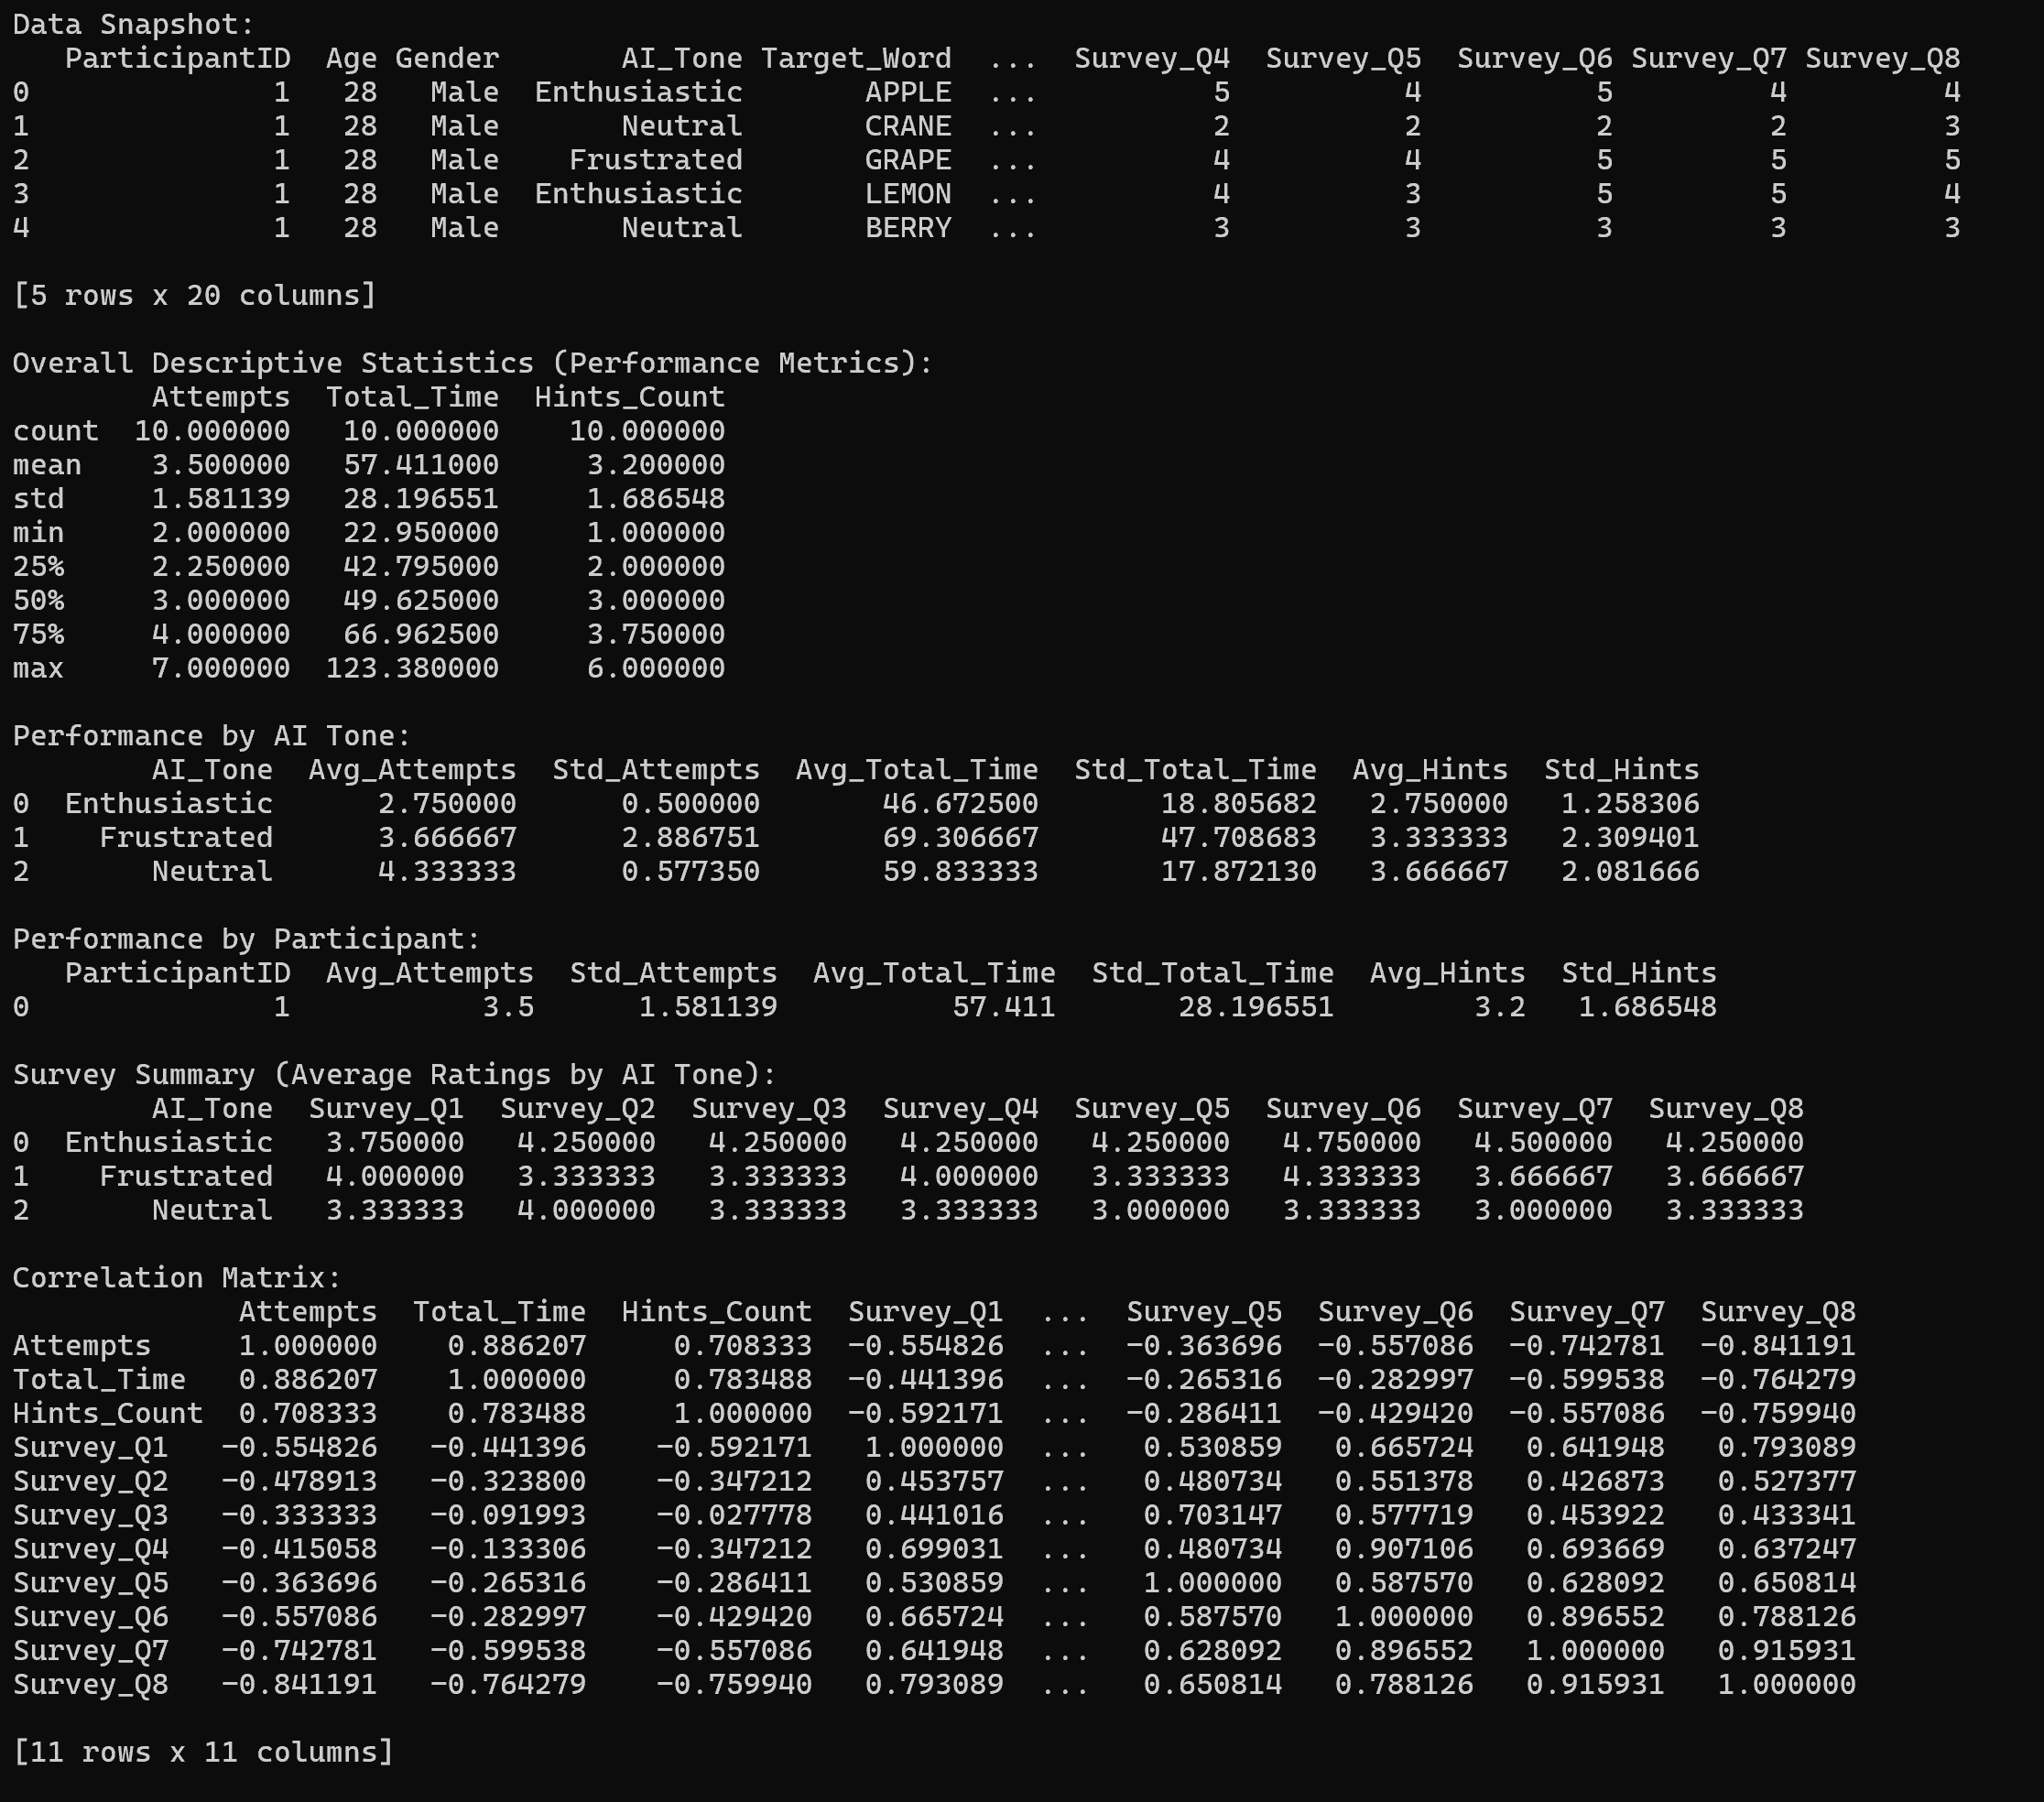 Data Snapshot:
   ParticipantID  Age Gender       AI_Tone Target_Word  ...  Survey_Q4  Survey_Q5  Survey_Q6 Survey_Q7 Survey_Q8
0              1   28   Male  Enthusiastic       APPLE  ...          5          4          5         4         4
1              1   28   Male       Neutral       CRANE  ...          2          2          2         2         3
2              1   28   Male    Frustrated       GRAPE  ...          4          4          5         5         5
3              1   28   Male  Enthusiastic       LEMON  ...          4          3          5         5         4
4              1   28   Male       Neutral       BERRY  ...          3          3          3         3         3
[5 rows x 20 columns]
Overall Descriptive Statistics (Performance Metrics):
        Attempts  Total_Time  Hints_Count
count  10.000000   10.000000    10.000000
mean    3.500000   57.411000     3.200000
std     1.581139   28.196551     1.686548
min     2.000000   22.950000     1.000000
25%     2.250000   42.795000     2.000000
50%     3.000000   49.625000     3.000000
75%     4.000000   66.962500     3.750000
max     7.000000  123.380000     6.000000
Performance by AI Tone:
        AI_Tone  Avg_Attempts  Std_Attempts  Avg_Total_Time  Std_Total_Time  Avg_Hints  Std_Hints
0  Enthusiastic      2.750000      0.500000       46.672500       18.805682   2.750000   1.258306
1    Frustrated      3.666667      2.886751       69.306667       47.708683   3.333333   2.309401
2       Neutral      4.333333      0.577350       59.833333       17.872130   3.666667   2.081666
Performance by Participant:
   ParticipantID  Avg_Attempts  Std_Attempts  Avg_Total_Time  Std_Total_Time  Avg_Hints  Std_Hints
0              1           3.5      1.581139          57.411       28.196551        3.2   1.686548
Survey Summary (Average Ratings by AI Tone):
        AI_Tone  Survey_Q1  Survey_Q2  Survey_Q3  Survey_Q4  Survey_Q5  Survey_Q6  Survey_Q7  Survey_Q8
0  Enthusiastic   3.750000   4.250000   4.250000   4.250000   4.250000   4.750000   4.500000   4.250000
1    Frustrated   4.000000   3.333333   3.333333   4.000000   3.333333   4.333333   3.666667   3.666667
2       Neutral   3.333333   4.000000   3.333333   3.333333   3.000000   3.333333   3.000000   3.333333
Correlation Matrix:
             Attempts  Total_Time  Hints_Count  Survey_Q1  ...  Survey_Q5  Survey_Q6  Survey_Q7  Survey_Q8
Attempts     1.000000    0.886207     0.708333  -0.554826  ...  -0.363696  -0.557086  -0.742781  -0.841191
Total_Time   0.886207    1.000000     0.783488  -0.441396  ...  -0.265316  -0.282997  -0.599538  -0.764279
Hints_Count  0.708333    0.783488     1.000000  -0.592171  ...  -0.286411  -0.429420  -0.557086  -0.759940
Survey_Q1   -0.554826   -0.441396    -0.592171   1.000000  ...   0.530859   0.665724   0.641948   0.793089
Survey_Q2   -0.478913   -0.323800    -0.347212   0.453757  ...   0.480734   0.551378   0.426873   0.527377
Survey_Q3   -0.333333   -0.091993    -0.027778   0.441016  ...   0.703147   0.577719   0.453922   0.433341
Survey_Q4   -0.415058   -0.133306    -0.347212   0.699031  ...   0.480734   0.907106   0.693669   0.637247
Survey_Q5   -0.363696   -0.265316    -0.286411   0.530859  ...   1.000000   0.587570   0.628092   0.650814
Survey_Q6   -0.557086   -0.282997    -0.429420   0.665724  ...   0.587570   1.000000   0.896552   0.788126
Survey_Q7   -0.742781   -0.599538    -0.557086   0.641948  ...   0.628092   0.896552   1.000000   0.915931
Survey_Q8   -0.841191   -0.764279    -0.759940   0.793089  ...   0.650814   0.788126   0.915931   1.000000
[11 rows x 11 columns]